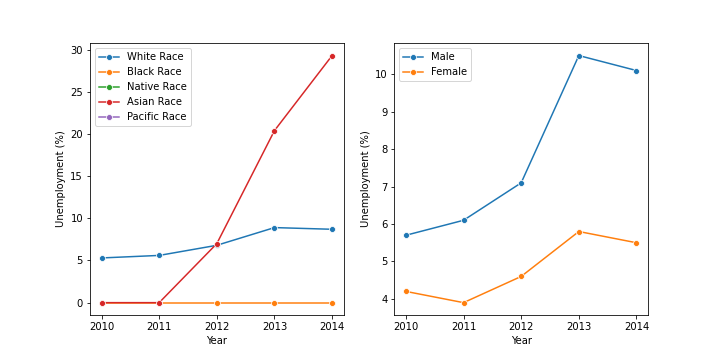 30
25
20
15
10
5
0
Unemployment (%)
White Race
Black Race
Native Race
Asian Race
Pacific Race
2010 2011 2012 2013 2014
Year
10
9
8
7
6
5
4
Unemployment (%)
Male
Female
2010 2011 2012 2013 2014
Year